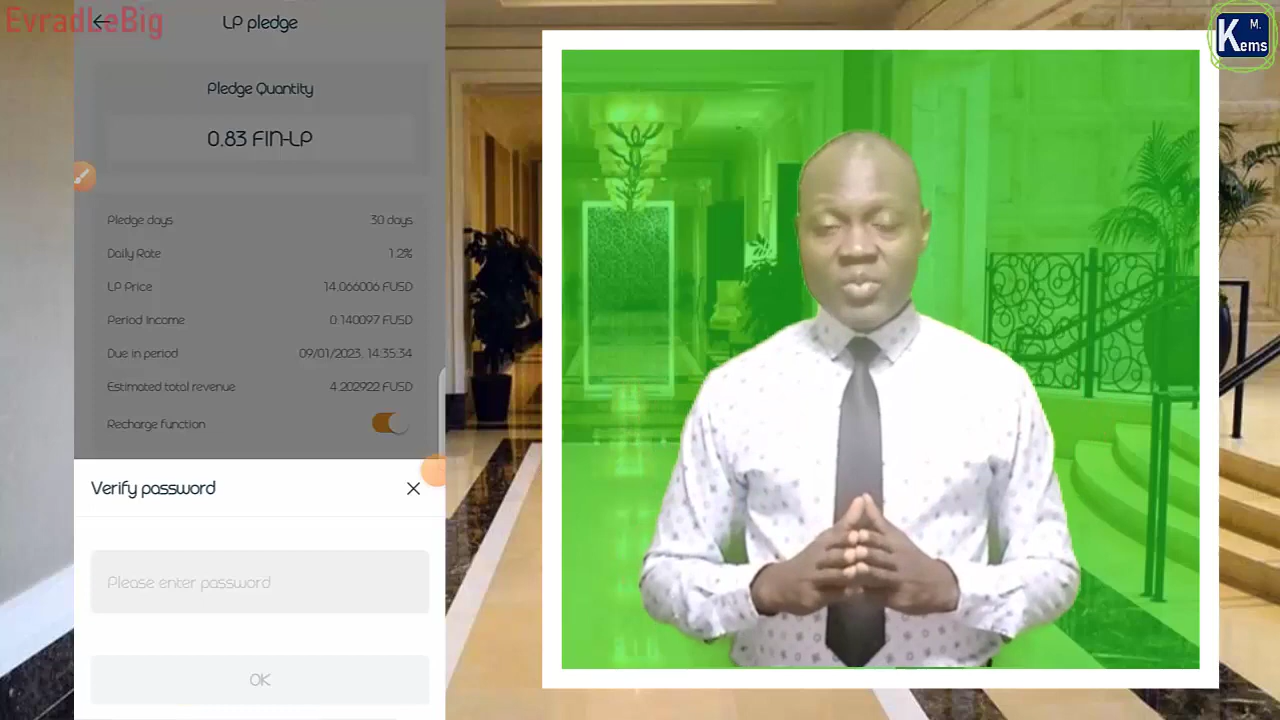 EvradLeBig
LP pledge
Pledge Quantity
0.83 FIN-LP
Pledge days 30 days
Daily Rate 1.2%
LP Price 14.066006 FUSD
Period Income 0.140097 FUSD
Due in period 09/01/2023, 14:35:34
Estimated total revenue 4.202922 FUSD
Recharge function
Verify password
Please enter password
OK
K M.
ems